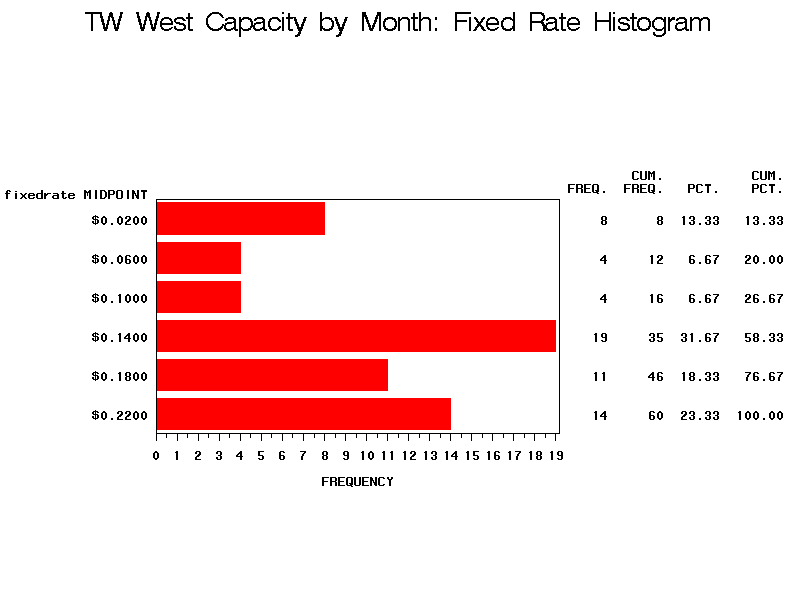 TW West Capacity by Month: Fixed Rate Histogram
CUM. CUM.
FREQ. FREQ. PCT. PCT.
fixedrate MIDPOINT
$0.0200 8 8 13.33 13.33
$0.0600 4 12 6.67 20.00
$0.1000 4 16 6.67 26.67
$0.1400 19 35 31.67 58.33
$0.1800 11 46 18.33 76.67
$0.2200 14 60 23.33 100.00
0 1 2 3 4 5 6 7 8 9 10 11 12 13 14 15 16 17 18 19
FREQUENCY